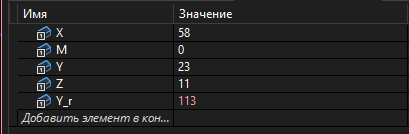 Имя Значение
X 58
M 0
Y 23
Z 11
Y_r 113
Добавить элемент в кон...